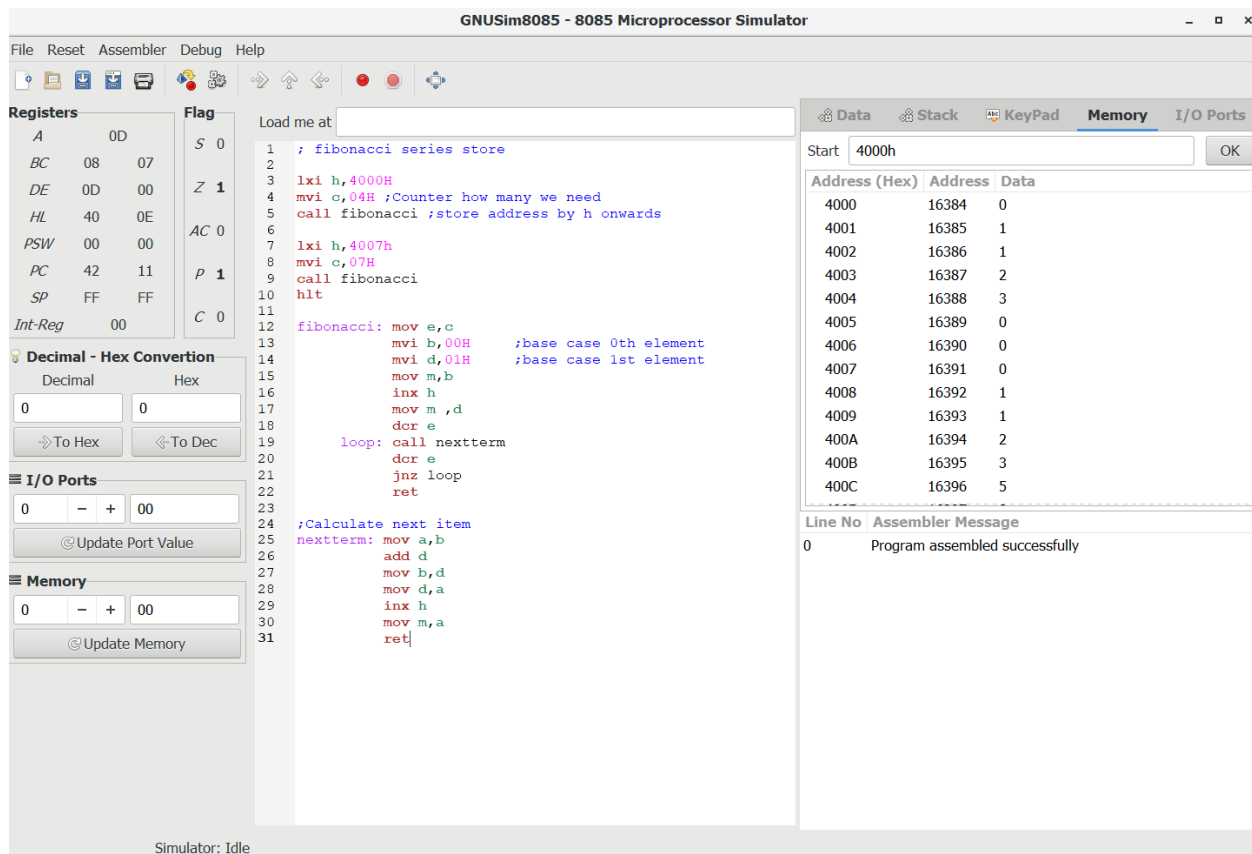 GNUSim8085 - 8085 Microprocessor Simulator
File Reset Assembler Debug Help
Registers
A 0D
BC 08 07
DE 0D 00
HL 40 0E
PSW 00 00
PC 42 11
SP FF FF
Int-Reg 00
Flag
S 0
Z 1
AC 0
P 1
C 0
Decimal - Hex Convertion
Decimal Hex
0 0
To Hex To Dec
I/O Ports
0 − + 00
Update Port Value
Memory
0 − + 00
Update Memory
Load me at
1 ; fibonacci series store
2
3 lxi h,4000H
4 mvi c,04H ;Counter how many we need
5 call fibonacci ;store address by h onwards
6
7 lxi h,4007h
8 mvi c,07H
9 call fibonacci
10 hlt
11
12 fibonacci: mov e,c
13 mvi b,00H ;base case 0th element
14 mvi d,01H ;base case 1st element
15 mov m,b
16 inx h
17 mov m ,d
18 dcr e
19 loop: call nextterm
20 dcr e
21 jnz loop
22 ret
23
24 ;Calculate next item
25 nextterm: mov a,b
26 add d
27 mov b,d
28 mov d,a
29 inx h
30 mov m,a
31 ret
Data Stack Abc KeyPad Memory I/O Ports
Start 4000h OK
Address (Hex) Address Data
4000 16384 0
4001 16385 1
4002 16386 1
4003 16387 2
4004 16388 3
4005 16389 0
4006 16390 0
4007 16391 0
4008 16392 1
4009 16393 1
400A 16394 2
400B 16395 3
400C 16396 5
Line No Assembler Message
0 Program assembled successfully
Simulator: Idle